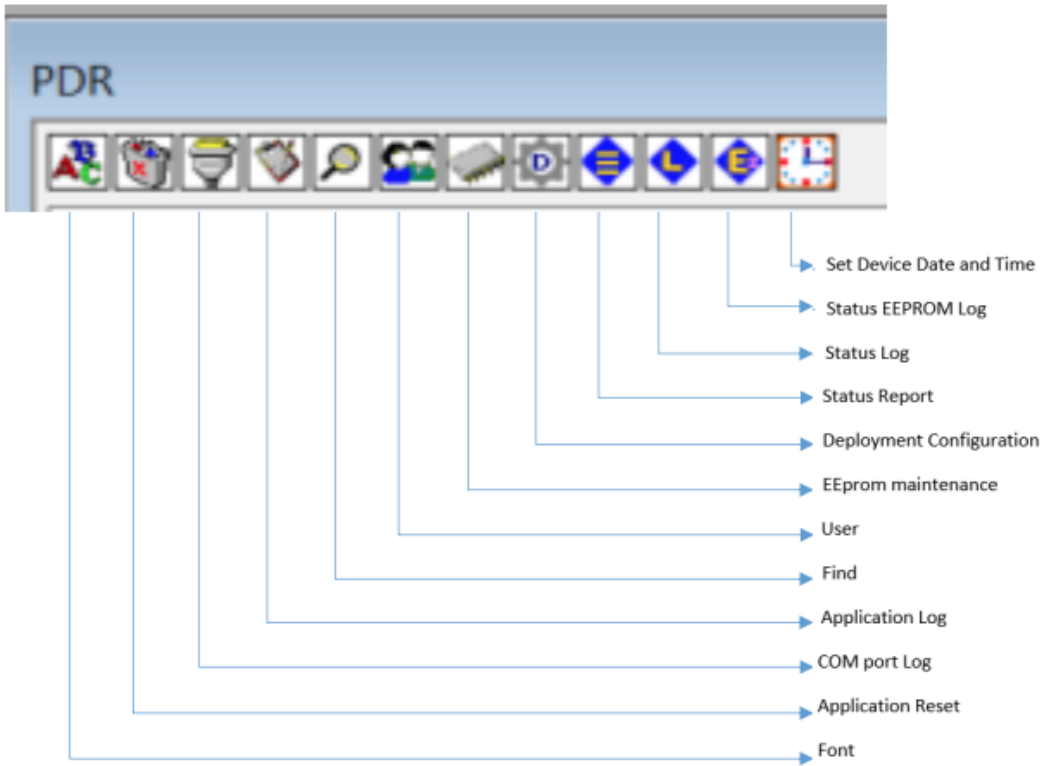 PDR
A B C
D
L
E
Set Device Date and Time
Status EEPROM Log
Status Log
Status Report
Deployment Configuration
EEprom maintenance
User
Find
Application Log
COM port Log
Application Reset
Font